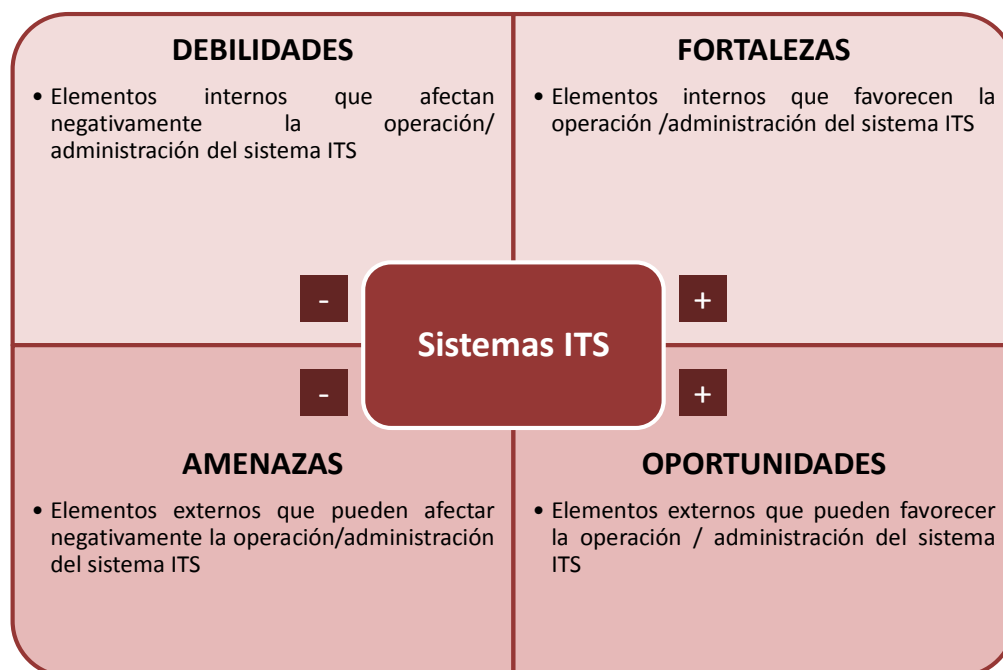 DEBILIDADES
• Elementos internos que afectan
negativamente la operación/
administración del sistema ITS
FORTALEZAS
• Elementos internos que favorecen la
operación /administración del sistema ITS
-
+
Sistemas ITS
-
+
AMENAZAS
• Elementos externos que pueden afectar
negativamente la operación/administración
del sistema ITS
OPORTUNIDADES
• Elementos externos que pueden favorecer
la operación / administración del sistema
ITS